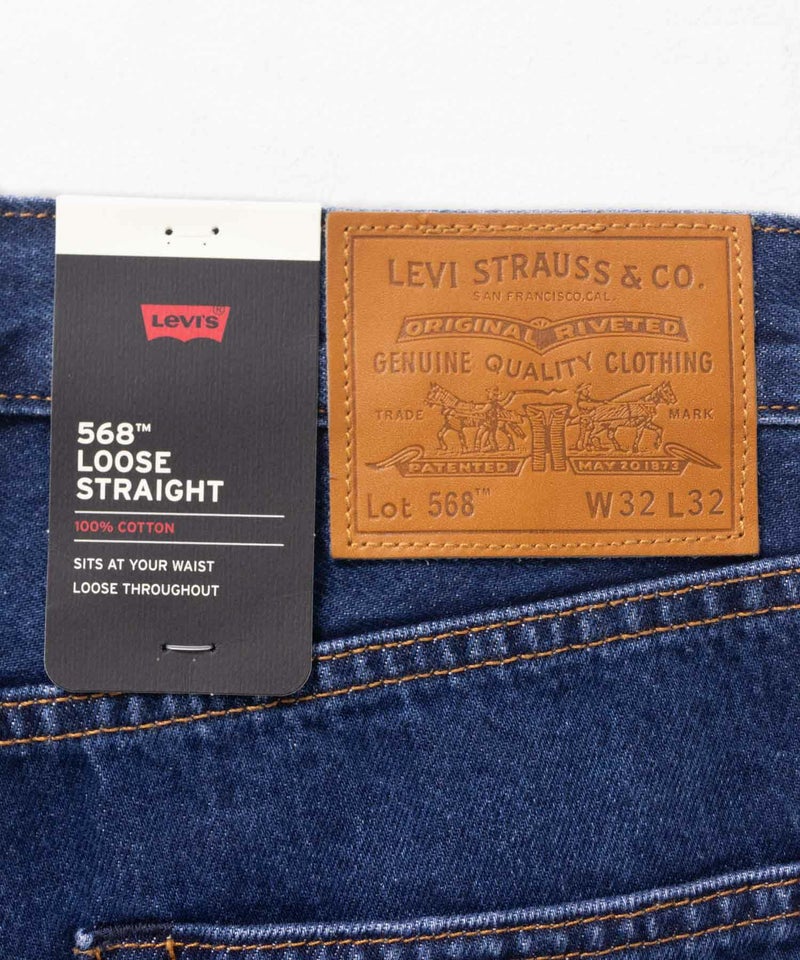 Levi's®
568™
LOOSE
STRAIGHT
100% COTTON
SITS AT YOUR WAIST
LOOSE THROUGHOUT
LEVI STRAUSS & CO.
SAN FRANCISCO, CAL.
ORIGINAL RIVETED
GENUINE QUALITY CLOTHING
TRADE MARK
PATENTED MAY 20 1873
Lot 568™ W32 L32